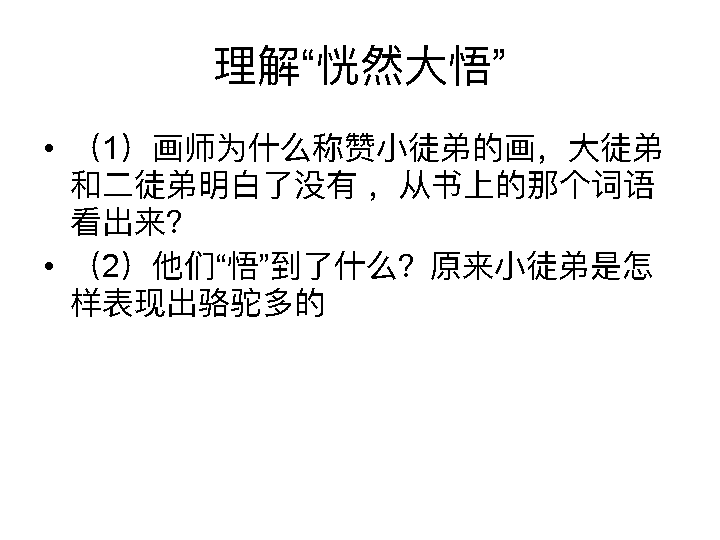 理解“恍然大悟”
• （1）画师为什么称赞小徒弟的画，大徒弟
和二徒弟明白了没有 ，从书上的那个词语
看出来？
• （2）他们“悟”到了什么？原来小徒弟是怎
样表现出骆驼多的